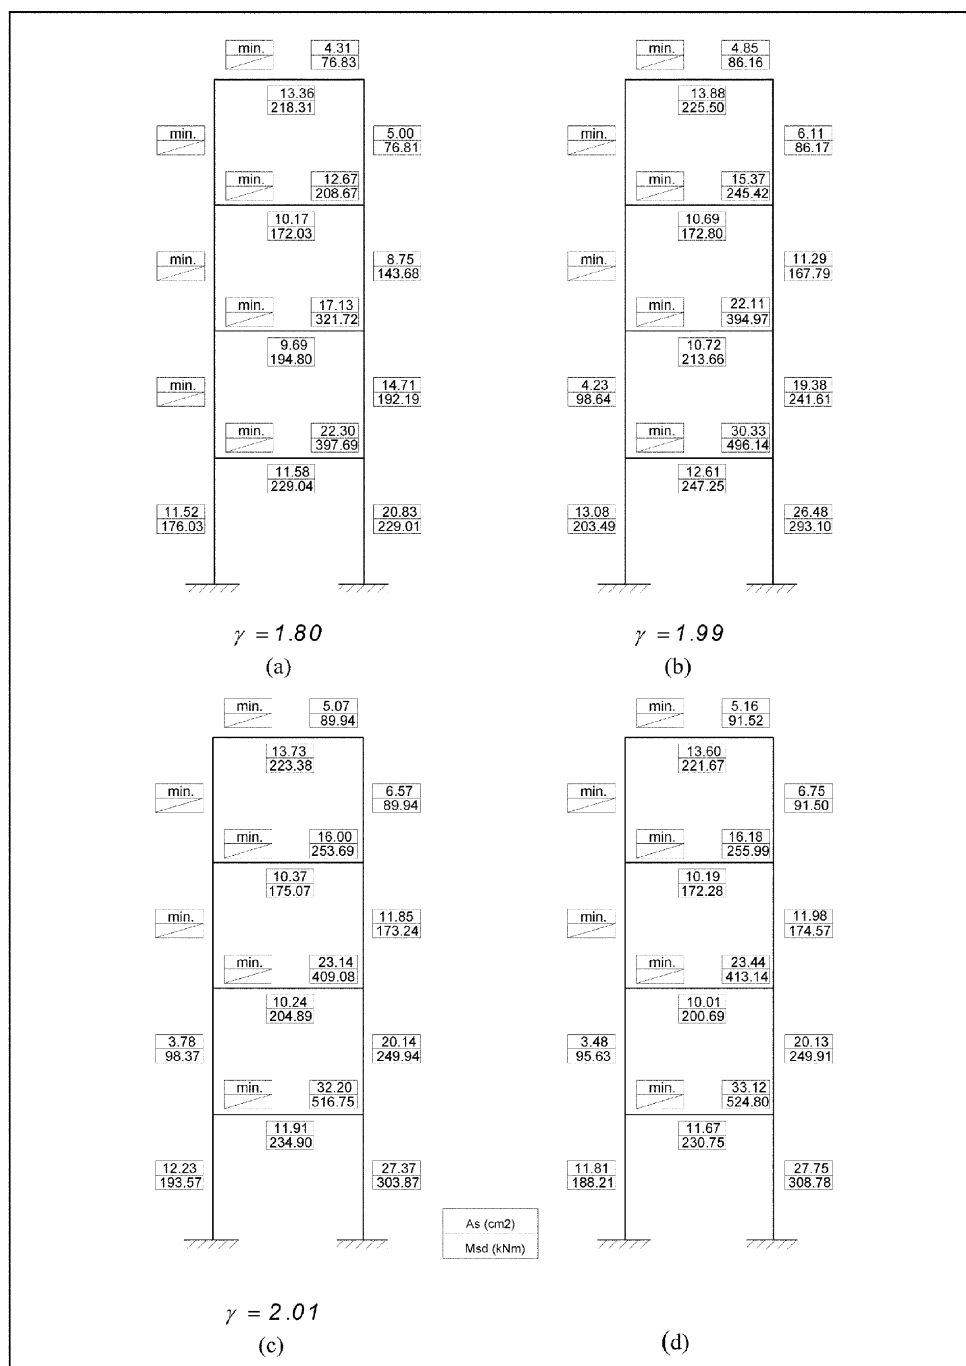 min. 4.31 min. 4.85
76.83 86.16
13.36 13.88
218.31 225.50
min. 5.00 min. 6.11
76.81 86.17
min. 12.67 min. 15.37
208.67 245.42
10.17 10.69
172.03 172.80
min. 8.75 min. 11.29
143.68 167.79
min. 17.13 min. 22.11
321.72 394.97
9.69 10.72
194.80 213.66
min. 14.71 4.23 19.38
192.19 98.64 241.61
min. 22.30 min. 30.33
397.69 496.14
11.58 12.61
229.04 247.25
11.52 20.83 13.08 26.48
176.03 229.01 203.49 293.10
γ = 1.80 γ = 1.99
(a) (b)
min. 5.07 min. 5.16
89.94 91.52
13.73 13.60
223.38 221.67
min. 6.57 min. 6.75
89.94 91.50
min. 16.00 min. 16.18
253.69 255.99
10.37 10.19
175.07 172.28
min. 11.85 min. 11.98
173.24 174.57
min. 23.14 min. 23.44
409.08 413.14
10.24 10.01
204.89 200.69
3.78 20.14 3.48 20.13
98.37 249.94 95.63 249.91
min. 32.20 min. 33.12
516.75 524.80
11.91 11.67
234.90 230.75
12.23 27.37 11.81 27.75
193.57 303.87 188.21 308.78
As (cm2)
Msd (kNm)
γ = 2.01
(c) (d)